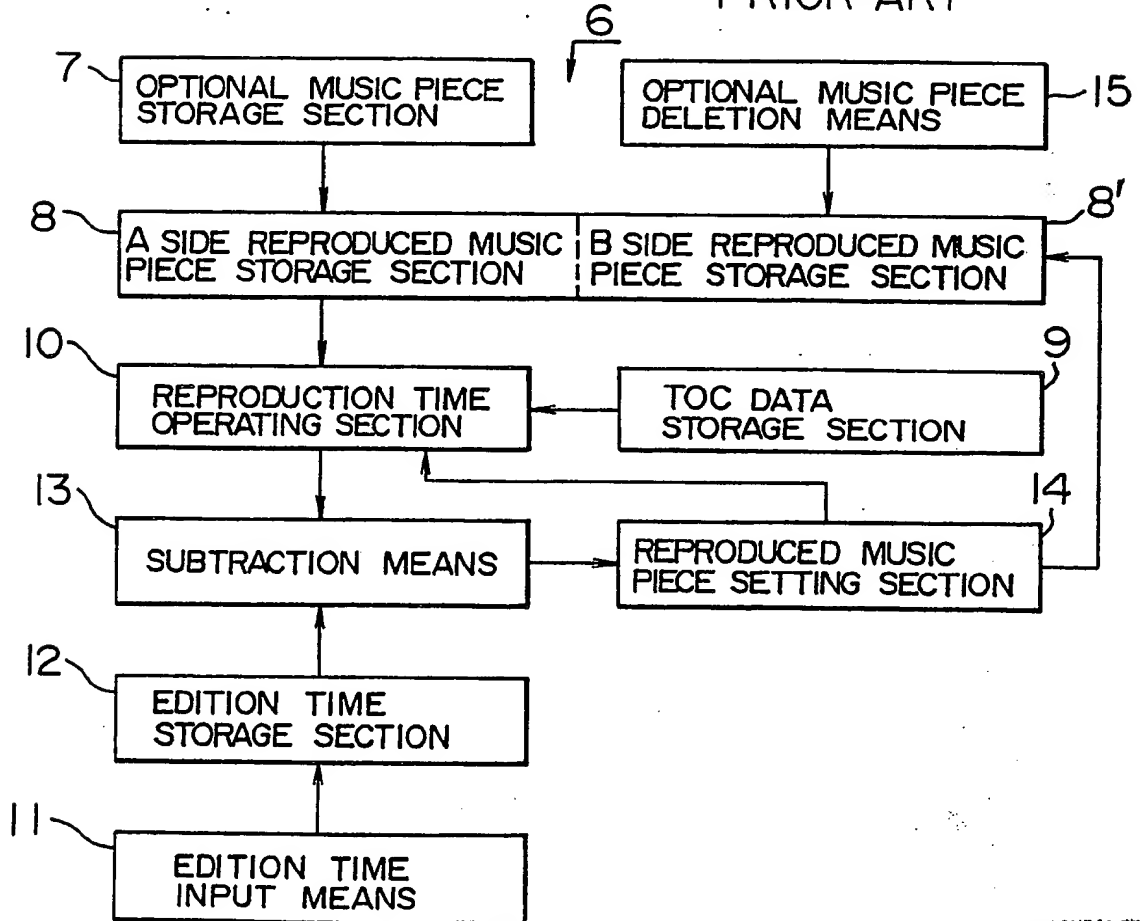 PRIOR ART
6
7
OPTIONAL MUSIC PIECE
STORAGE SECTION
OPTIONAL MUSIC PIECE
DELETION MEANS
15
8
A SIDE REPRODUCED MUSIC
PIECE STORAGE SECTION
B SIDE REPRODUCED MUSIC
PIECE STORAGE SECTION
8'
10
REPRODUCTION TIME
OPERATING SECTION
TOC DATA
STORAGE SECTION
9
13
SUBTRACTION MEANS
REPRODUCED MUSIC
PIECE SETTING SECTION
14
12
EDITION TIME
STORAGE SECTION
11
EDITION TIME
INPUT MEANS